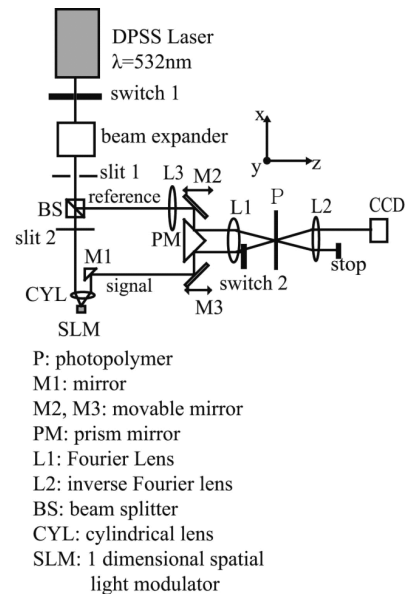 DPSS Laser
λ=532nm
switch 1
beam expander
slit 1
x
y
z
L3
M2
reference
BS
P
L1
L2
CCD
slit 2
PM
M1
signal
stop
CYL
switch 2
M3
SLM
P: photopolymer
M1: mirror
M2, M3: movable mirror
PM: prism mirror
L1: Fourier Lens
L2: inverse Fourier lens
BS: beam splitter
CYL: cylindrical lens
SLM: 1 dimensional spatial
light modulator